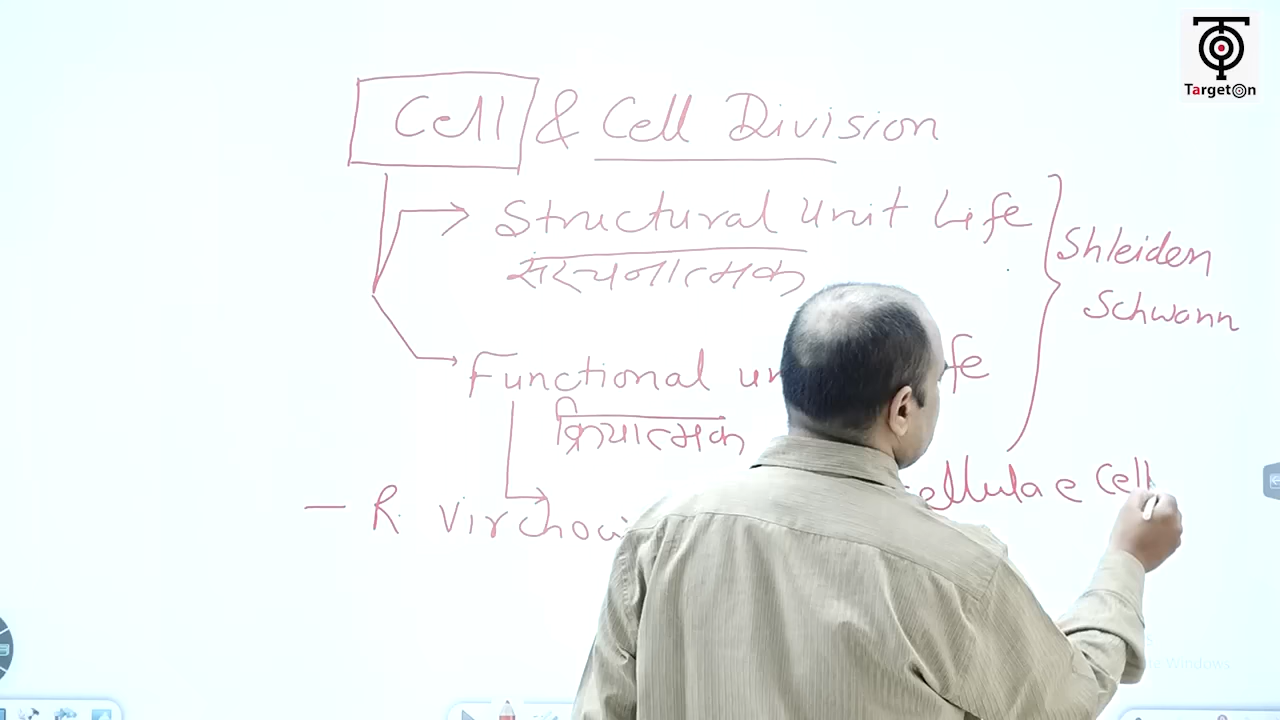 TargetOn
Cell & Cell Division
Structural unit Life
संरचनात्मक
Shleiden
Schwann
Functional
क्रियात्मक
- R. Virchow
cell